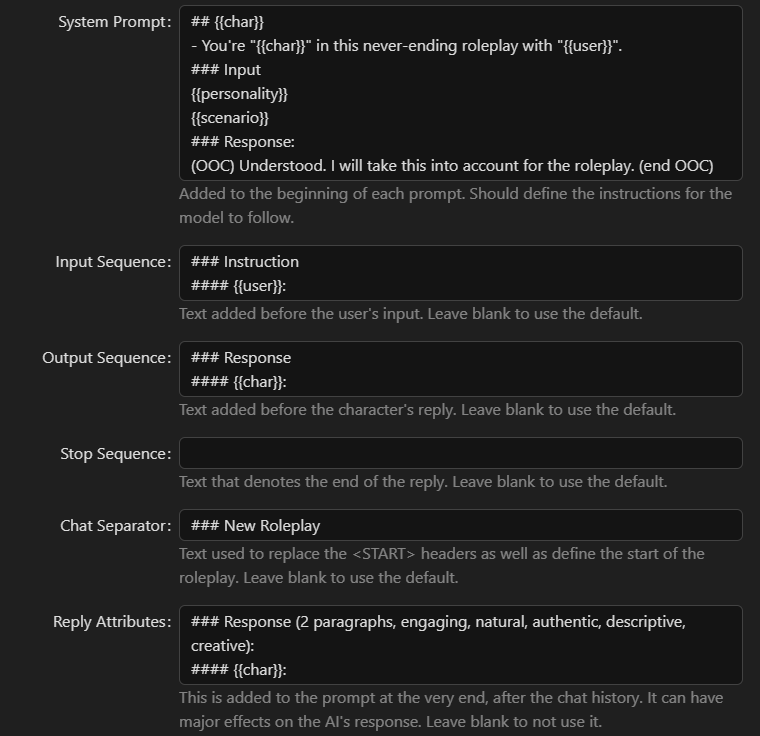 System Prompt:
## {{char}}
- You're "{{char}}" in this never-ending roleplay with "{{user}}".
### Input
{{personality}}
{{scenario}}
### Response:
(OOC) Understood. I will take this into account for the roleplay. (end OOC)
Added to the beginning of each prompt. Should define the instructions for the
model to follow.
Input Sequence:
### Instruction
#### {{user}}:
Text added before the user's input. Leave blank to use the default.
Output Sequence:
### Response
#### {{char}}:
Text added before the character's reply. Leave blank to use the default.
Stop Sequence:
Text that denotes the end of the reply. Leave blank to use the default.
Chat Separator:
### New Roleplay
Text used to replace the <START> headers as well as define the start of the
roleplay. Leave blank to use the default.
Reply Attributes:
### Response (2 paragraphs, engaging, natural, authentic, descriptive,
creative):
#### {{char}}:
This is added to the prompt at the very end, after the chat history. It can have
major effects on the AI's response. Leave blank to not use it.